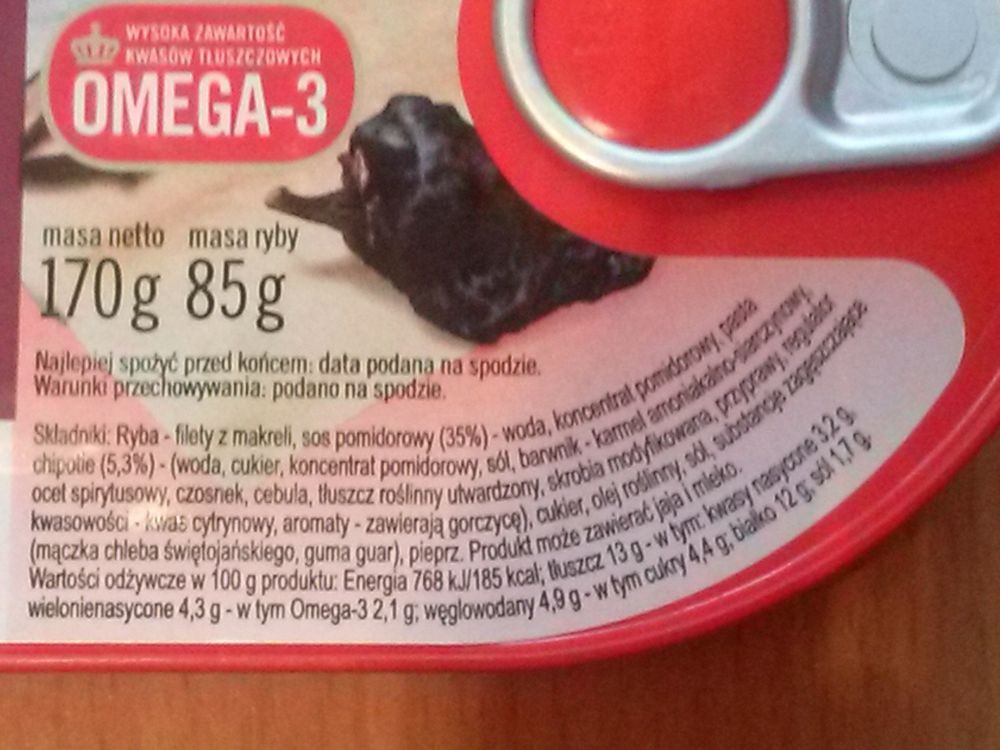 WYSOKA ZAWARTOŚĆ
KWASÓW TŁUSZCZOWYCH
OMEGA-3
masa netto masa ryby
170g 85g
Najlepiej spożyć przed końcem: data podana na spodzie.
Warunki przechowywania: podano na spodzie.
Składniki: Ryba - filety z makreli, sos pomidorowy (35%) - woda, koncentrat pomidorowy, pasta
chipotle (5,3%) - (woda, cukier, koncentrat pomidorowy, sól, barwnik - karmel amoniakalno-siarczynowy,
ocet spirytusowy, czosnek, cebula, tłuszcz roślinny utwardzony, skrobia modyfikowana, przyprawy, regulator
kwasowości - kwas cytrynowy, aromaty - zawierają gorczycę), cukier, olej roślinny, sól, substancje zagęszczające
(mączka chleba świętojańskiego, guma guar), pieprz. Produkt może zawierać jaja i mleko.
Wartości odżywcze w 100 g produktu: Energia 768 kJ/185 kcal; tłuszcz 13 g - w tym: kwasy nasycone 3,2 g,
wielonienasycone 4,3 g - w tym Omega-3 2,1 g; węglowodany 4,9 g - w tym cukry 4,4 g; białko 12 g; sól 1,7 g.